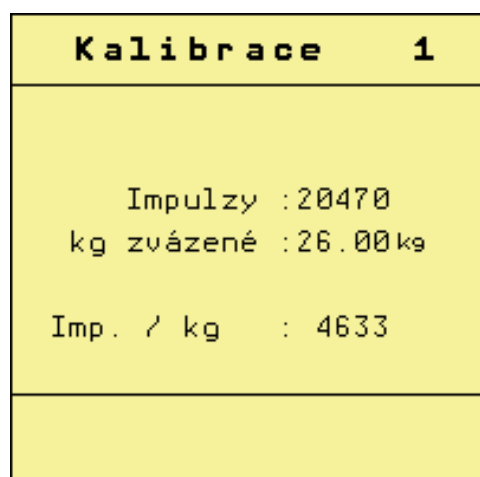 Kalibrace 1
Impulzy :20470
kg zvázené :26.00kg
Imp. / kg : 4633